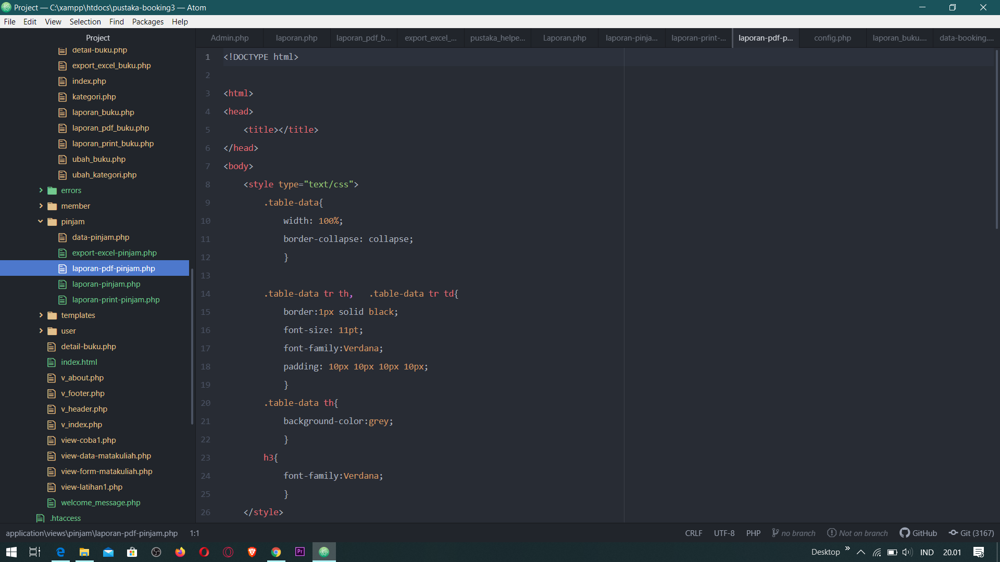 Project — C:\xampp\htdocs\pustaka-booking3 — Atom
File Edit View Selection Find Packages Help
Project
detail-buku.php
export_excel_buku.php
index.php
kategori.php
laporan_buku.php
laporan_pdf_buku.php
laporan_print_buku.php
ubah_buku.php
ubah_kategori.php
errors
member
pinjam
data-pinjam.php
export-excel-pinjam.php
laporan-pdf-pinjam.php
laporan-pinjam.php
laporan-print-pinjam.php
templates
user
detail-buku.php
index.html
v_about.php
v_footer.php
v_header.php
v_index.php
view-coba1.php
view-data-matakuliah.php
view-form-matakuliah.php
view-latihan1.php
welcome_message.php
.htaccess
Admin.php laporan.php laporan_pdf_b... export_excel_... pustaka_helpe... Laporan.php laporan-pinja... laporan-print-... laporan-pdf-p... config.php laporan_buku.... data-booking....
1 <!DOCTYPE html>
2
3 <html>
4 <head>
5 <title></title>
6 </head>
7 <body>
8 <style type="text/css">
9 .table-data{
10 width: 100%;
11 border-collapse: collapse;
12 }
13
14 .table-data tr th, .table-data tr td{
15 border:1px solid black;
16 font-size: 11pt;
17 font-family:Verdana;
18 padding: 10px 10px 10px 10px;
19 }
20 .table-data th{
21 background-color:grey;
22 }
23 h3{
24 font-family:Verdana;
25 }
26 </style>
application\views\pinjam\laporan-pdf-pinjam.php 1:1 CRLF UTF-8 PHP no branch Not on branch GitHub Git (3167)
Pr Desktop » IND 20.01